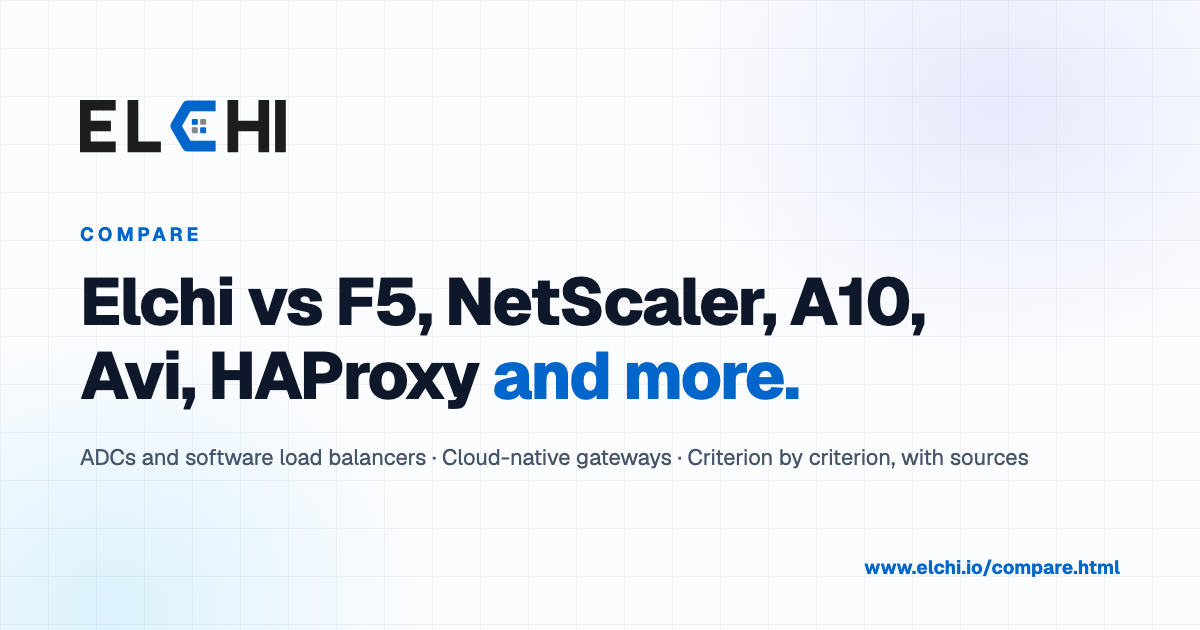 ELCHI
COMPARE
Elchi vs F5, NetScaler, A10,
Avi, HAProxy and more.
ADCs and software load balancers · Cloud-native gateways · Criterion by criterion, with sources
www.elchi.io/compare.html